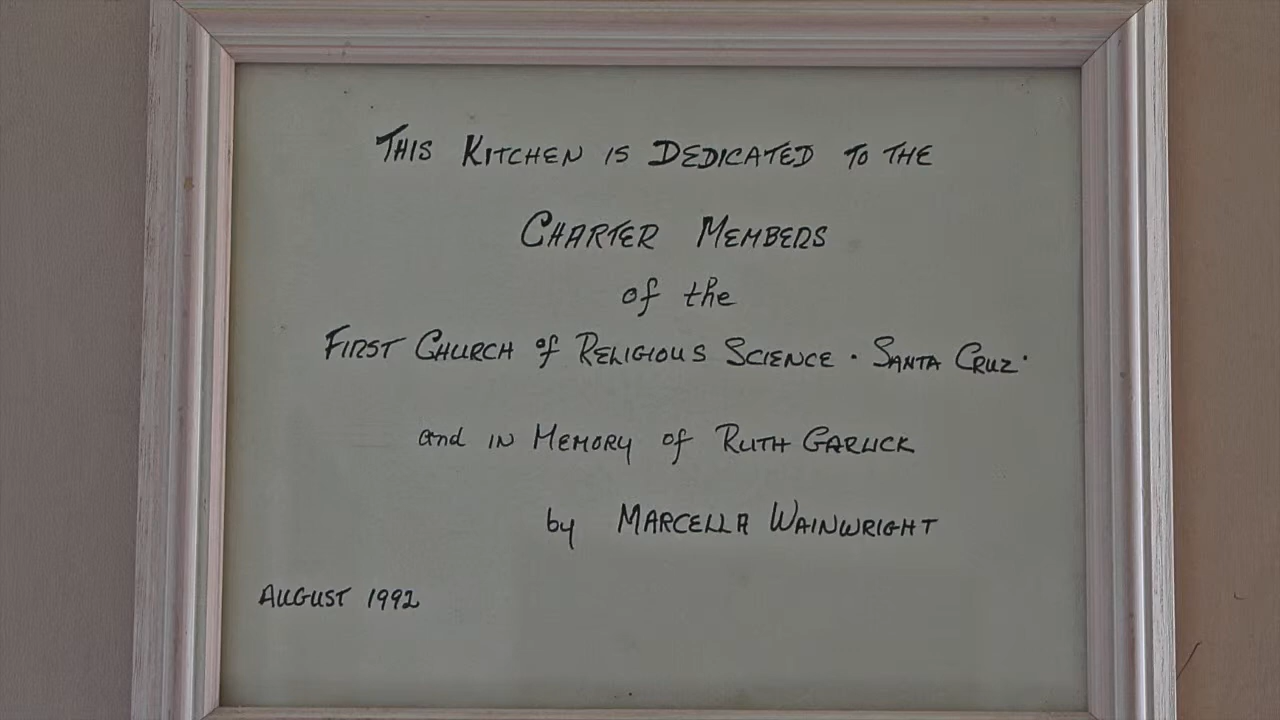 THIS KITCHEN IS DEDICATED TO THE
CHARTER MEMBERS
of the
FIRST CHURCH of RELIGIOUS SCIENCE · SANTA CRUZ ·
and IN MEMORY of RUTH GARLICK
by MARCELLA WAINWRIGHT
AUGUST 1992